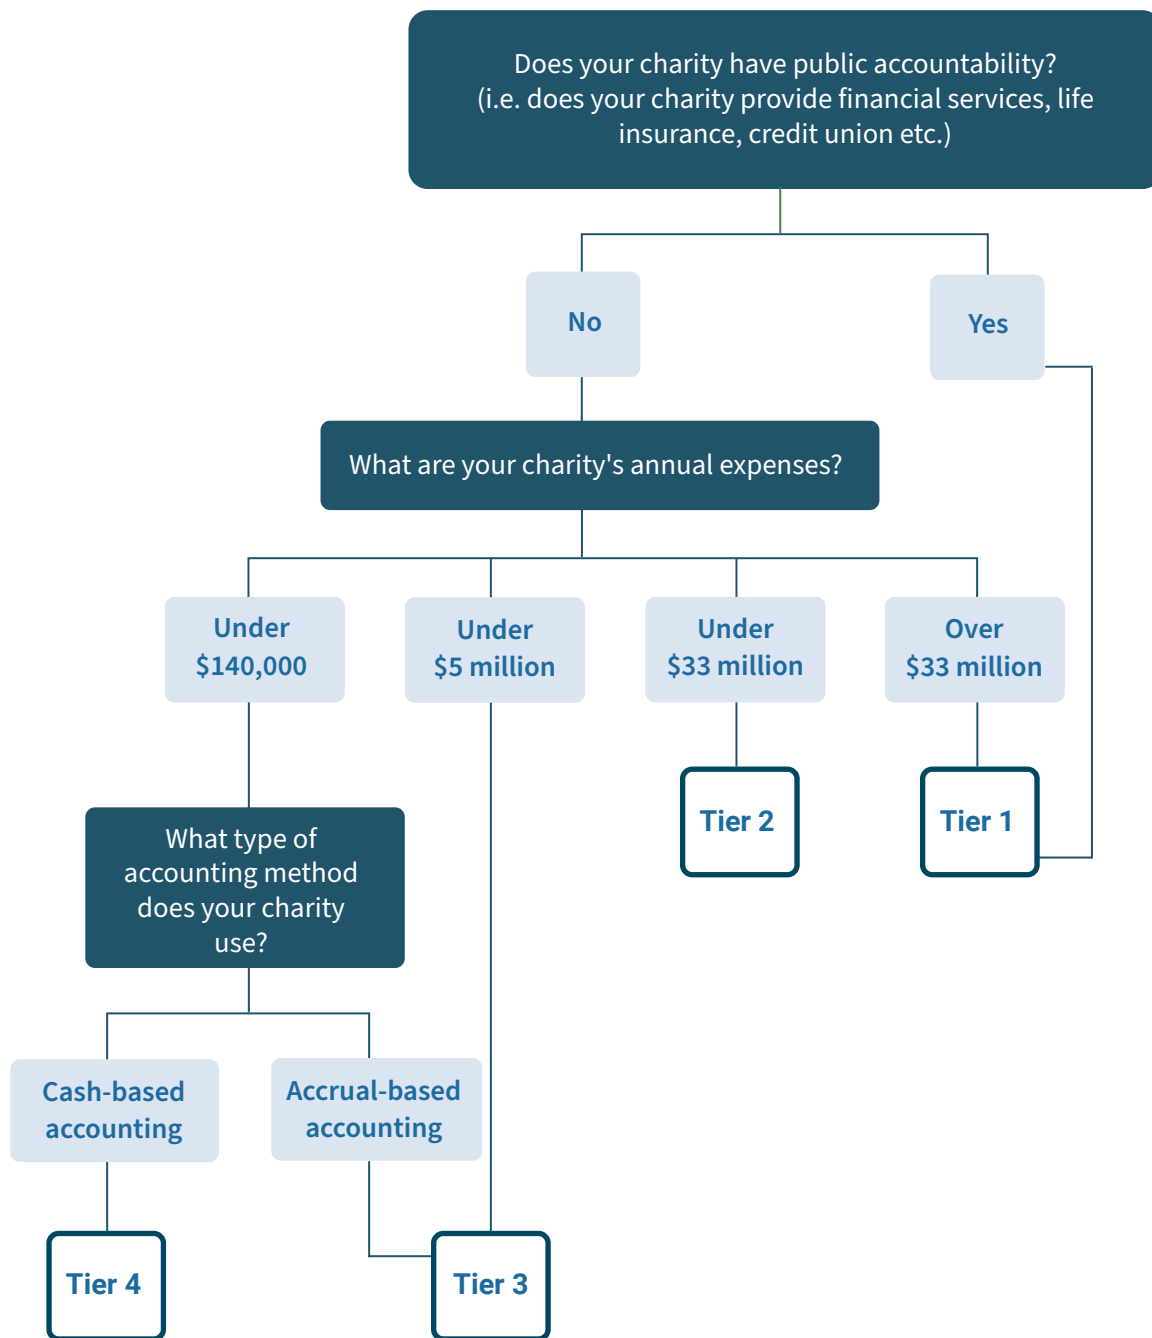 Does your charity have public accountability?
(i.e. does your charity provide financial services, life
insurance, credit union etc.)
No
Yes
What are your charity's annual expenses?
Under
$140,000
Under
$5 million
Under
$33 million
Over
$33 million
Tier 2
Tier 1
What type of
accounting method
does your charity
use?
Cash-based
accounting
Accrual-based
accounting
Tier 4
Tier 3